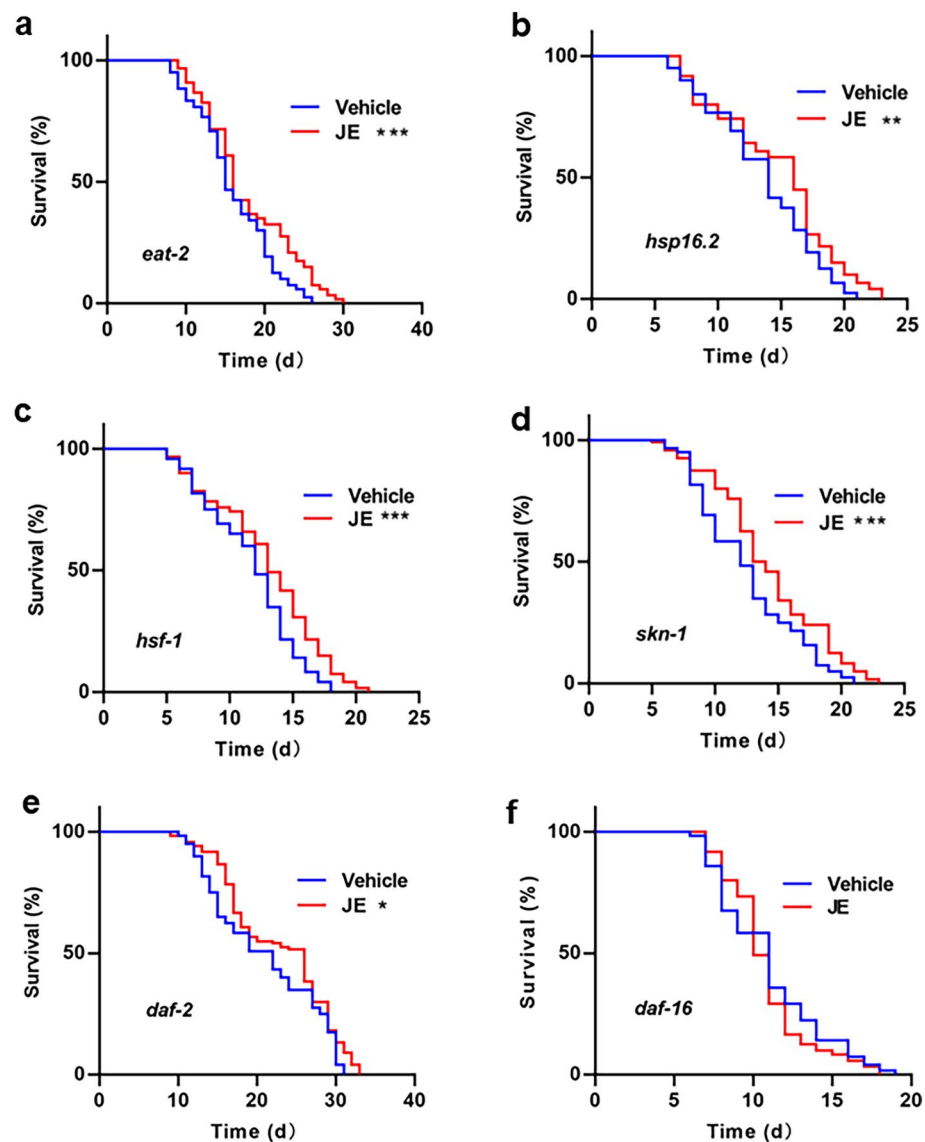 a
100
50
0
Survival (%)
Vehicle
JE ***
eat-2
0 10 20 30 40
Time (d)
b
100
50
0
Survival (%)
Vehicle
JE **
hsp16.2
0 5 10 15 20 25
Time (d)
c
100
50
0
Survival (%)
Vehicle
JE ***
hsf-1
0 5 10 15 20 25
Time (d)
d
100
50
0
Survival (%)
Vehicle
JE ***
skn-1
0 5 10 15 20 25
Time (d)
e
100
50
0
Survival (%)
Vehicle
JE *
daf-2
0 10 20 30 40
Time (d)
f
100
50
0
Survival (%)
Vehicle
JE
daf-16
0 5 10 15 20
Time (d)